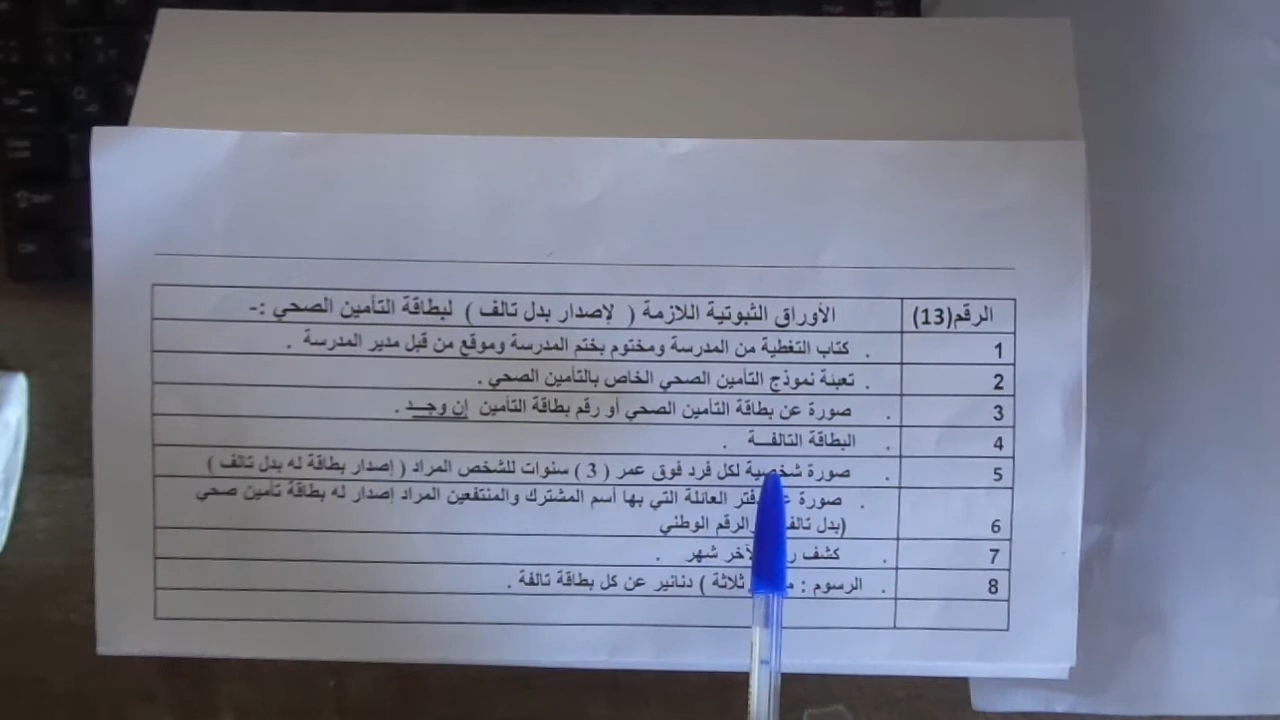 الرقم(13) الأوراق الثبوتية اللازمة ( لإصدار بدل تالف ) لبطاقة التأمين الصحي :-
1 . كتاب التغطية من المدرسة ومختوم بختم المدرسة وموقع من قبل مدير المدرسة .
2 . تعبئة نموذج التأمين الصحي الخاص بالتأمين الصحي .
3 . صورة عن بطاقة التأمين الصحي أو رقم بطاقة التأمين إن وجـــد .
4 . البطاقة التالفـــة .
5 . صورة شخصية لكل فرد فوق عمر ( 3 ) سنوات للشخص المراد ( إصدار بطاقة له بدل تالف )
6 . صورة دفتر العائلة التي بها أسم المشترك والمنتفعين المراد إصدار له بطاقة تأمين صحي
(بدل تالف والرقم الوطني
7 . كشف لآخر شهر .
8 . الرسوم : ثلاثة ) دنانير عن كل بطاقة تالفة .